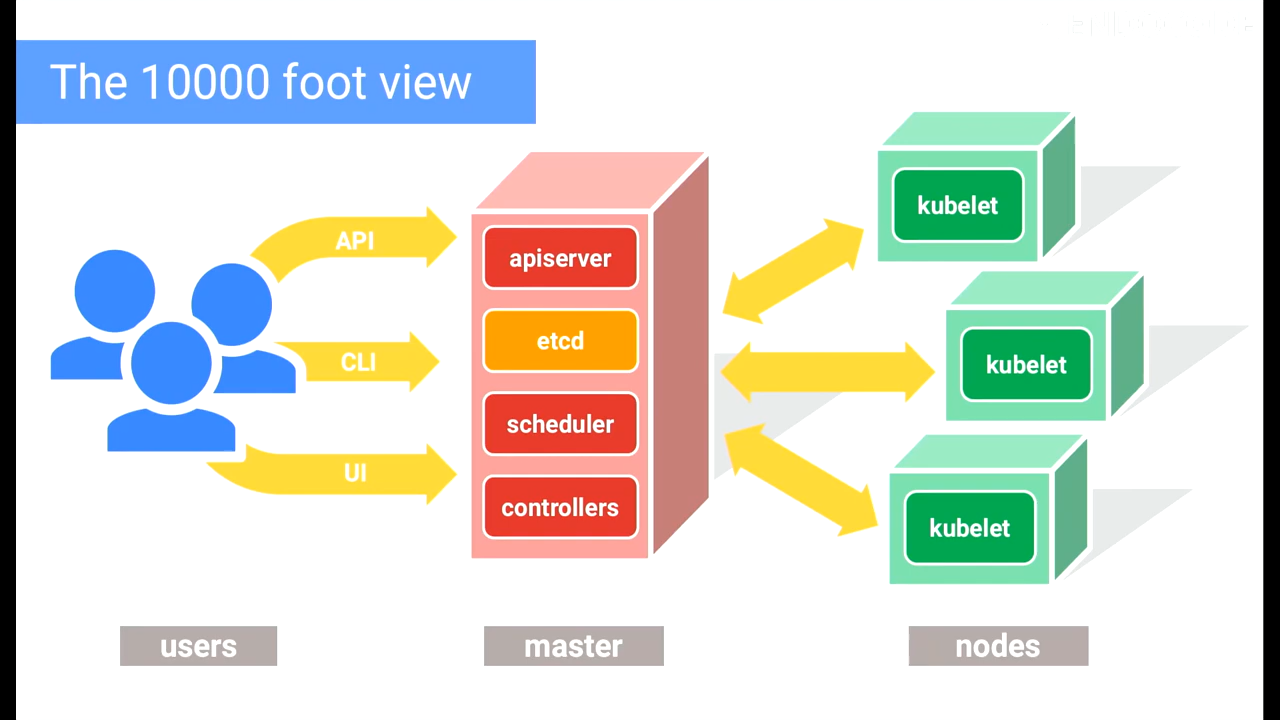 The 10000 foot view
API
CLI
UI
apiserver
etcd
scheduler
controllers
kubelet
kubelet
kubelet
users
master
nodes